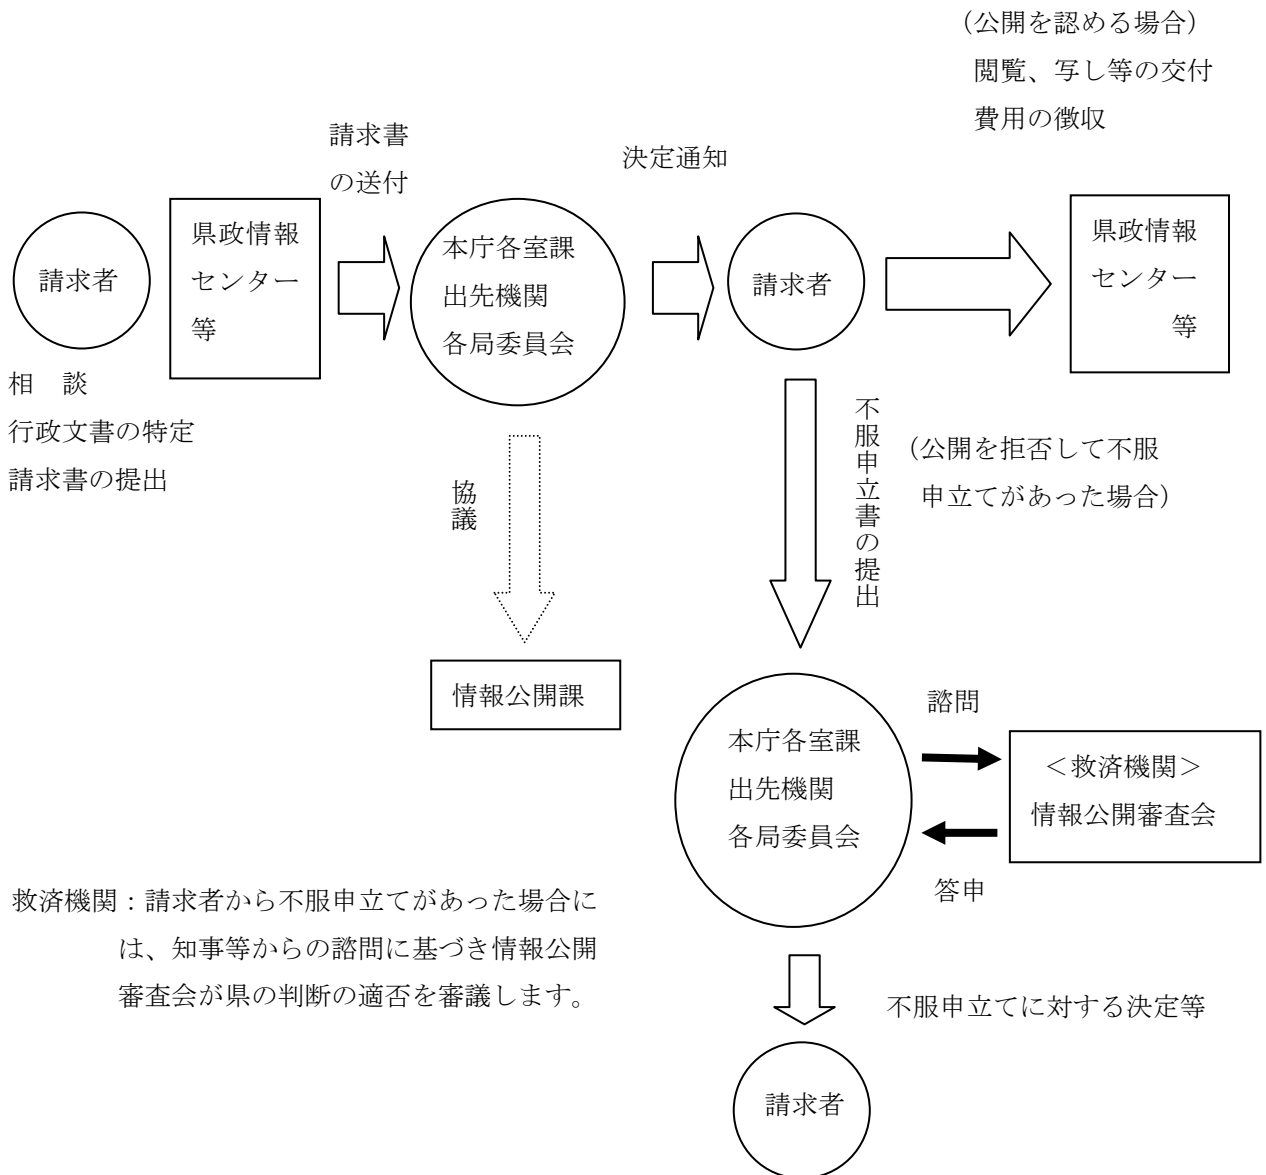 （公開を認める場合）
閲覧、写し等の交付
費用の徴収
請求書
の送付
決定通知
請求者
県政情報
センター
等
本庁各室課
出先機関
各局委員会
請求者
県政情報
センター
等
相　談
行政文書の特定
請求書の提出
協議
不服申立書の提出
（公開を拒否して不服
申立てがあった場合）
情報公開課
本庁各室課
出先機関
各局委員会
諮問
＜救済機関＞
情報公開審査会
答申
救済機関：請求者から不服申立てがあった場合に
は、知事等からの諮問に基づき情報公開
審査会が県の判断の適否を審議します。
不服申立てに対する決定等
請求者